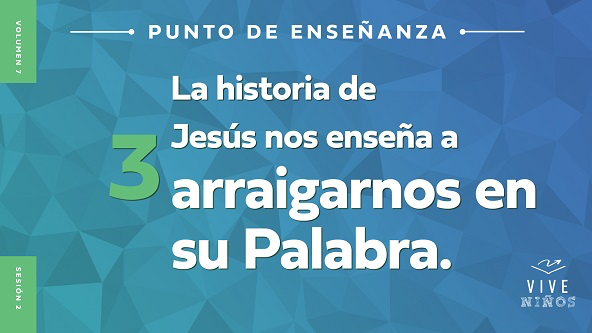 VOLUMEN 7
PUNTO DE ENSEÑANZA
3
La historia de
Jesús nos enseña a
arraigarnos en
su Palabra.
SESIÓN 2
VIVE
NIÑOS